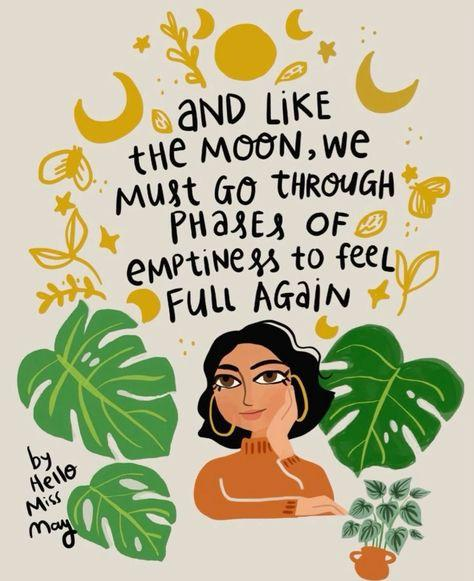 AND LIKE
THE MOON, WE
MUST GO THROUGH
PHASES OF
EMPTINESS TO FEEL
FULL AGAIN
by
Hello
Miss
May